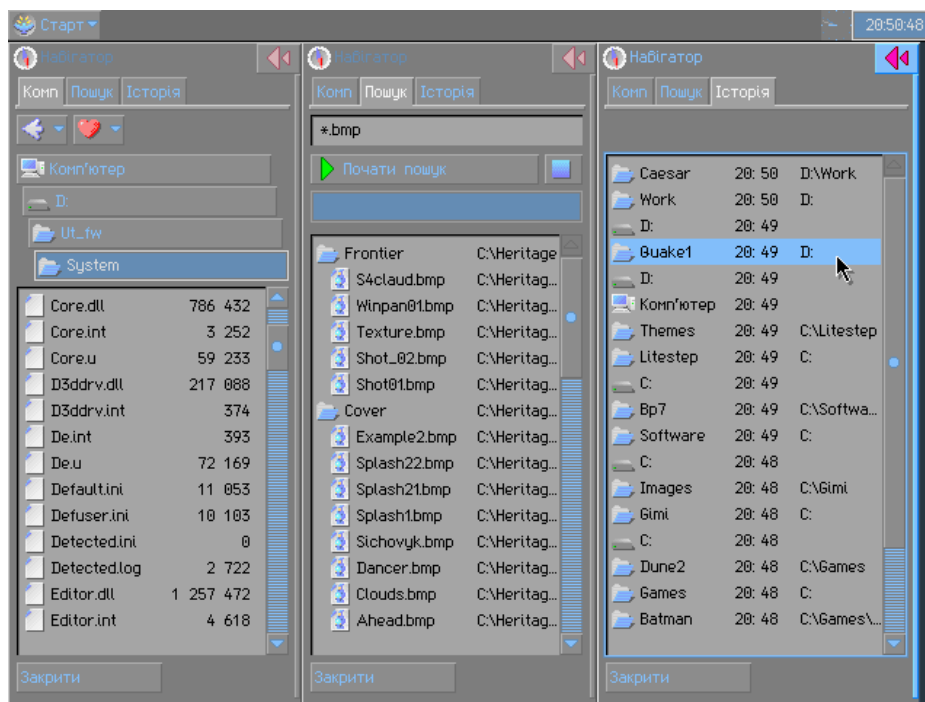 Старт
20:50:48
Набігатор
Комп Пошук Історія
Комп'ютер
D:
Ut_fw
System
Core.dll 786 432
Core.int 3 252
Core.u 59 233
D3ddrv.dll 217 088
D3ddrv.int 374
De.int 393
De.u 72 169
Default.ini 11 053
Defuser.ini 10 103
Detected.ini 0
Detected.log 2 722
Editor.dll 1 257 472
Editor.int 4 618
Закрити
Набігатор
Комп Пошук Історія
*.bmp
Почати пошук
Frontier C:\Heritage
S4claud.bmp C:\Heritag...
Winpan01.bmp C:\Heritag...
Texture.bmp C:\Heritag...
Shot_02.bmp C:\Heritag...
Shot01.bmp C:\Heritag...
Cover C:\Heritag...
Example2.bmp C:\Heritag...
Splash22.bmp C:\Heritag...
Splash21.bmp C:\Heritag...
Splash1.bmp C:\Heritag...
Sichovyk.bmp C:\Heritag...
Dancer.bmp C:\Heritag...
Clouds.bmp C:\Heritag...
Ahead.bmp C:\Heritag...
Закрити
Набігатор
Комп Пошук Історія
Caesar 20: 50 D:\Work
Work 20: 50 D:
D: 20: 49
Quake1 20: 49 D:
D: 20: 49
Комп'ютер 20: 49
Themes 20: 49 C:\Litestep
Litestep 20: 49 C:
C: 20: 49
Bp7 20: 49 C:\Softwa...
Software 20: 49 C:
C: 20: 48
Images 20: 48 C:\Gimi
Gimi 20: 48 C:
C: 20: 48
Dune2 20: 48 C:\Games
Games 20: 48 C:
Batman 20: 48 C:\Games\...
Закрити